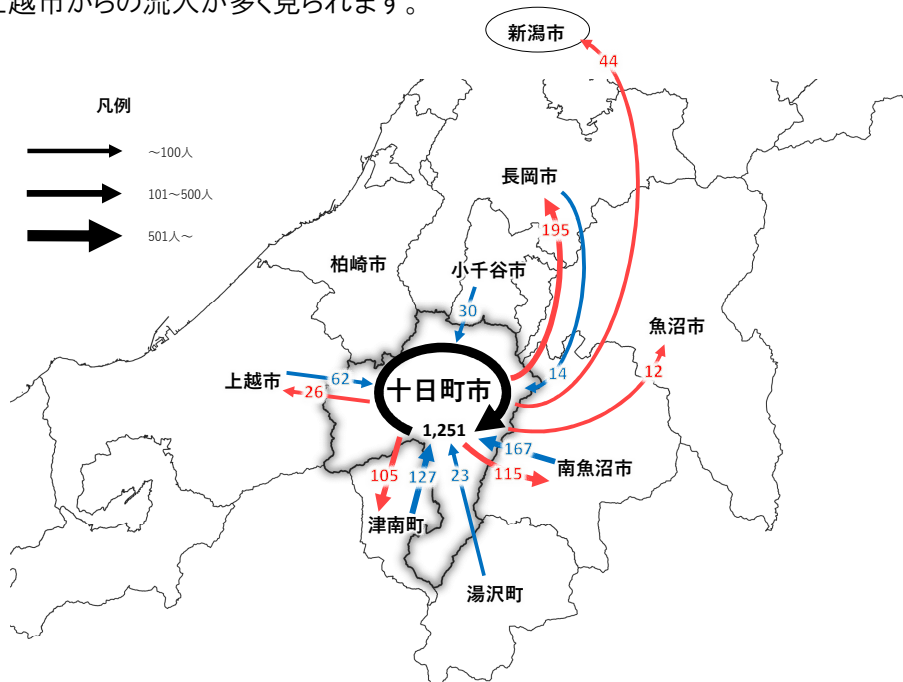 上越市からの流入が多く見られます。
新潟市
44
凡例
～100人
101～500人
501人～
長岡市
195
柏崎市
小千谷市
30
魚沼市
12
14
上越市
62
26
十日町市
1,251
167
115
南魚沼市
105
127
23
津南町
湯沢町